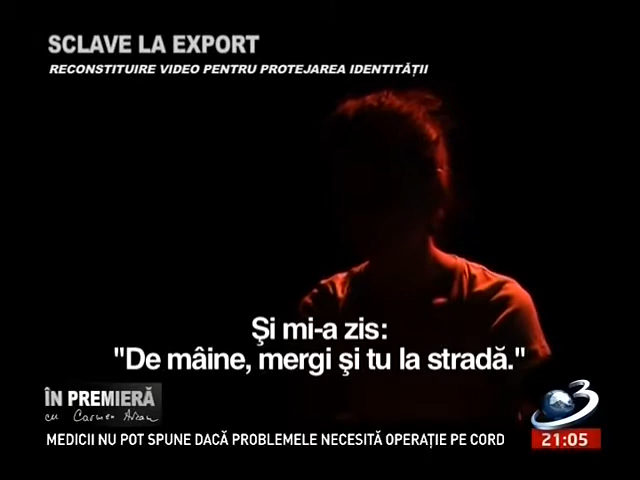 SCLAVE LA EXPORT
RECONSTITUIRE VIDEO PENTRU PROTEJAREA IDENTITĂȚII
Şi mi-a zis:
"De mâine, mergi şi tu la stradă."
ÎN PREMIERĂ
cu Carmen Avram
3
MEDICII NU POT SPUNE DACĂ PROBLEMELE NECESITĂ OPERAȚIE PE CORD
21:05